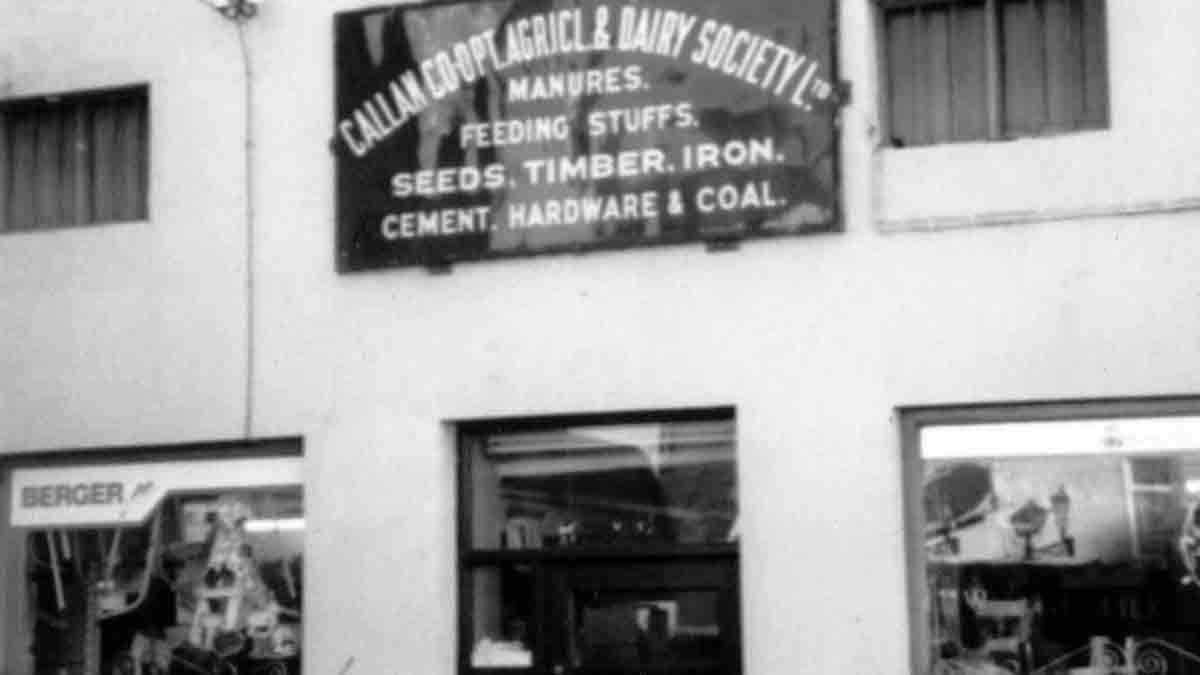 CALLAN CO-OPT. AGRICL. & DAIRY SOCIETY LTD
MANURES.
FEEDING STUFFS.
SEEDS. TIMBER. IRON.
CEMENT. HARDWARE & COAL.
BERGER